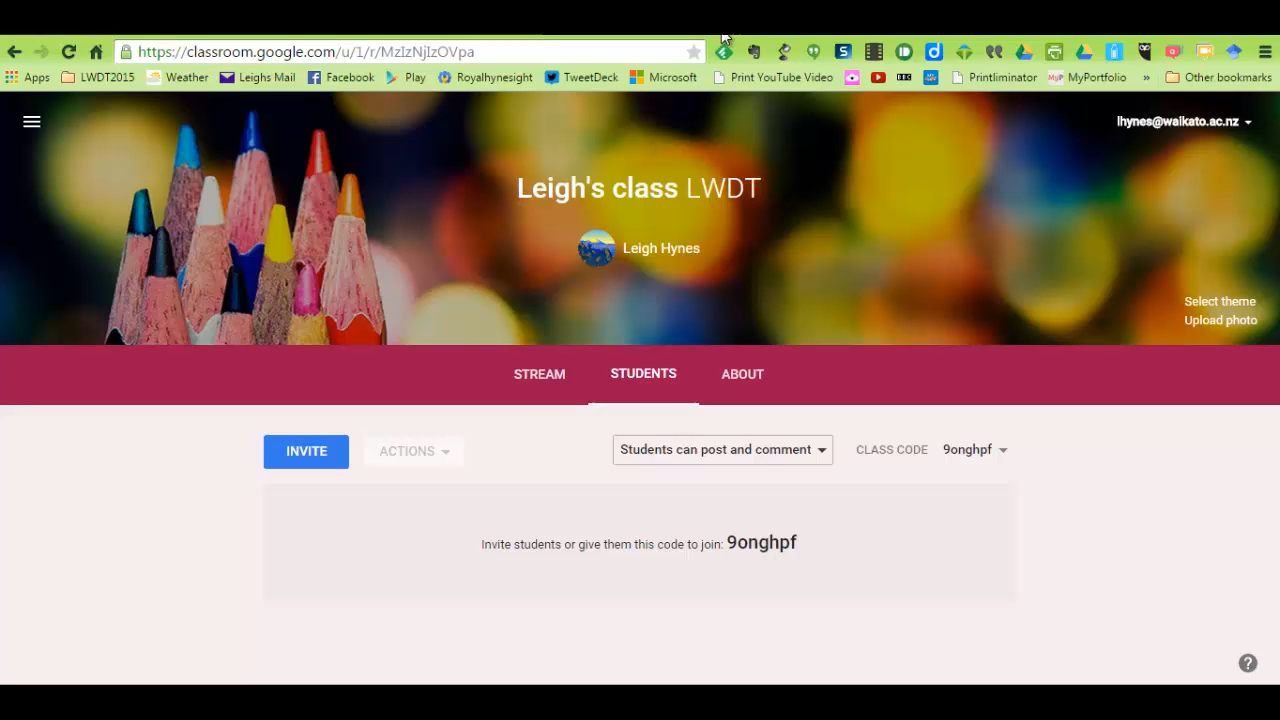 https://classroom.google.com/u/1/r/MzIzNjIzOVpa
Apps LWDT2015 Weather Leighs Mail Facebook Play Royalhynesight TweetDeck Microsoft Print YouTube Video Printliminator MyPortfolio » Other bookmarks
lhynes@waikato.ac.nz
Leigh's class LWDT
Leigh Hynes
Select theme
Upload photo
STREAM STUDENTS ABOUT
INVITE ACTIONS Students can post and comment CLASS CODE 9onghpf
Invite students or give them this code to join: 9onghpf